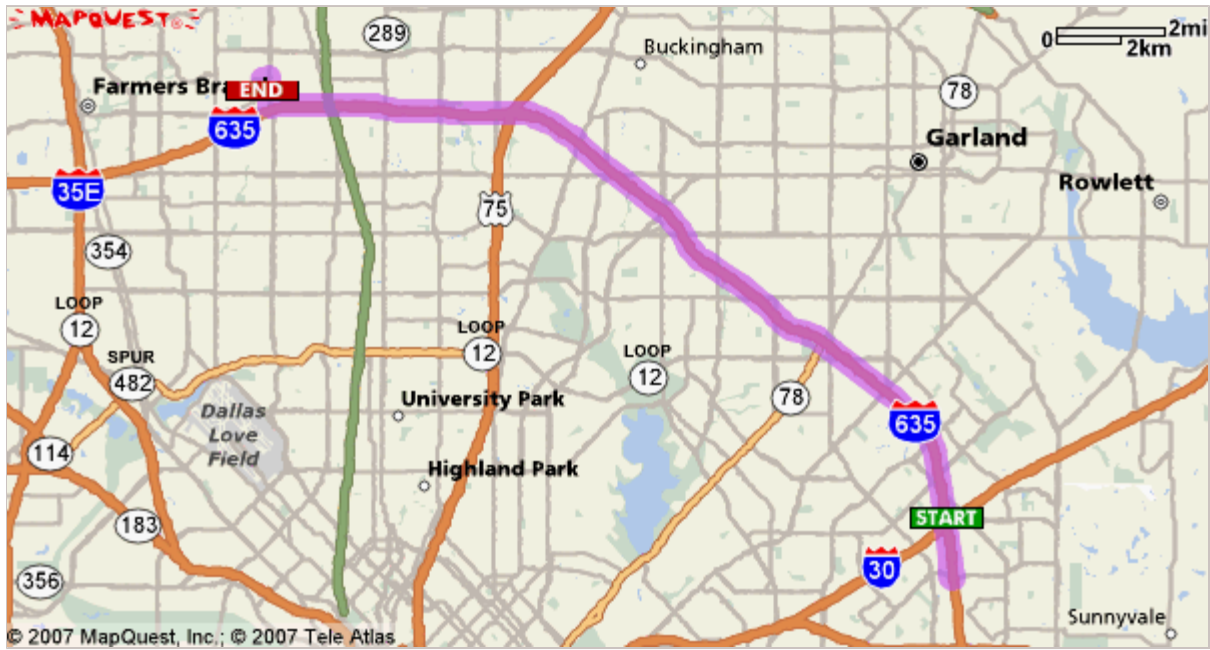 MAPQUEST
289
Buckingham
0
2mi
2km
Farmers Bra
END
78
635
Garland
35E
Rowlett
75
354
LOOP
12
LOOP
12
SPUR
482
LOOP
12
University Park
78
Dallas
Love
Field
635
114
Highland Park
START
183
30
356
Sunnyvale
© 2007 MapQuest, Inc.; © 2007 Tele Atlas